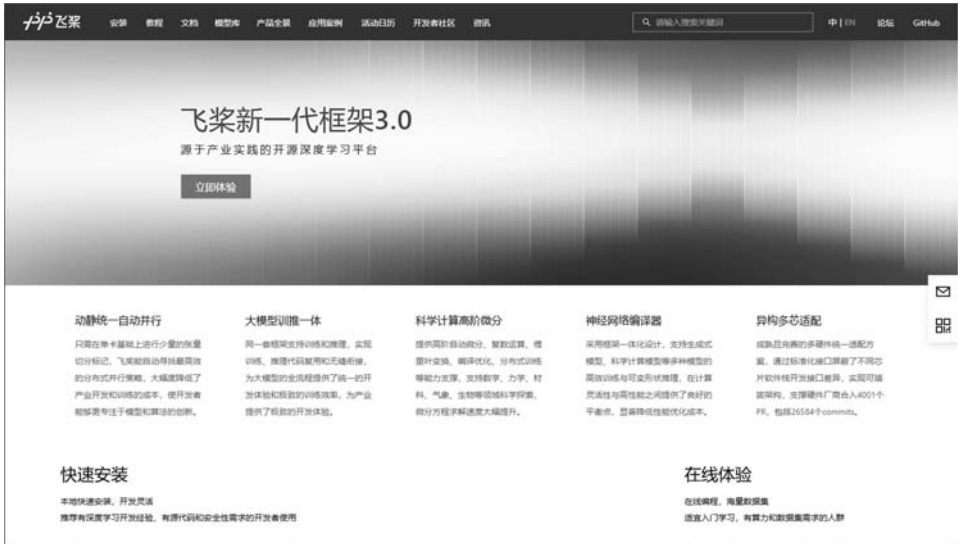 飞桨 安装 教程 文档 模型库 产品全景 应用案例 活动日历 开发者社区 资讯 请输入搜索关键词 中 | EN 论坛 GitHub
飞桨新一代框架3.0
源于产业实践的开源深度学习平台
立即体验
动静统一自动并行
只需在单卡基础上进行少量的张量
切分标记，飞桨能自动寻找最高效
的分布式并行策略，大幅度降低了
产业开发和训练的成本，使开发者
能够更专注于模型和算法的创新。
大模型训推一体
同一套框架支持训练和推理，实现
训练、推理代码复用和无缝衔接，
为大模型的全流程提供了统一的开
发体验和极致的训练效率，为产业
提供了极致的开发体验。
科学计算高阶微分
提供高阶自动微分、复数运算、傅
里叶变换、编译优化、分布式训练
等能力支撑，支持数学、力学、材
料、气象、生物等领域科学探索，
微分方程求解速度大幅提升。
神经网络编译器
采用框架一体化设计，支持生成式
模型、科学计算模型等多种模型的
高效训练与可变形状推理，在计算
灵活性与高性能之间提供了良好的
平衡点，显著降低性能优化成本。
异构多芯适配
成熟且完善的多硬件统一适配方
案，通过标准化接口屏蔽了不同芯
片软件栈开发接口差异，实现可插
拔架构，支撑硬件厂商合入4001个
PR，包括26584个commits。
快速安装
本地快速安装，开发灵活
推荐有深度学习开发经验、有源代码和安全性需求的开发者使用
在线体验
在线编程，海量数据集
适宜入门学习，有算力和数据集需求的人群